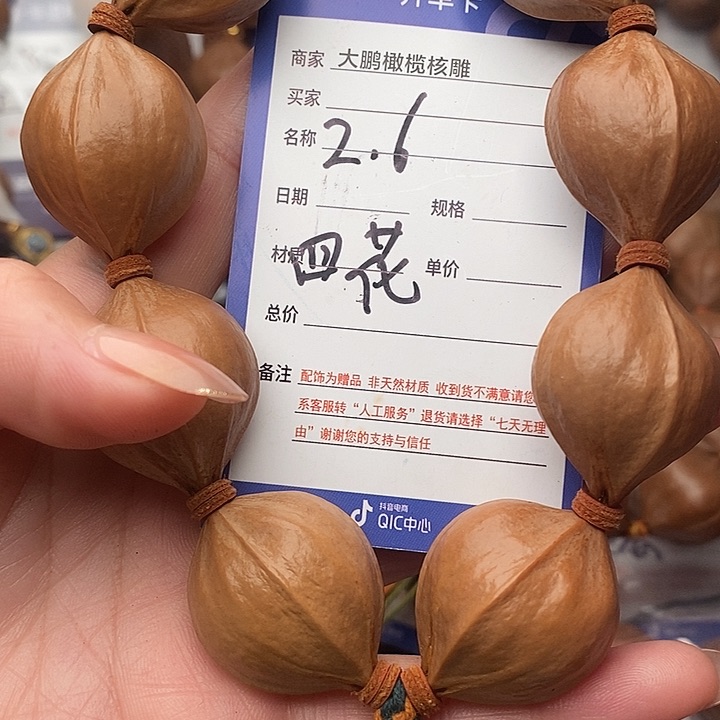 开单卡
商家 大鹏橄榄核雕
买家
名称 2.6
日期 规格
材质 四花 单价
总价
备注 配饰为赠品 非天然材质 收到货不满意请您
系客服转“人工服务”退货请选择“七天无理
由”谢谢您的支持与信任
抖音电商
QIC中心